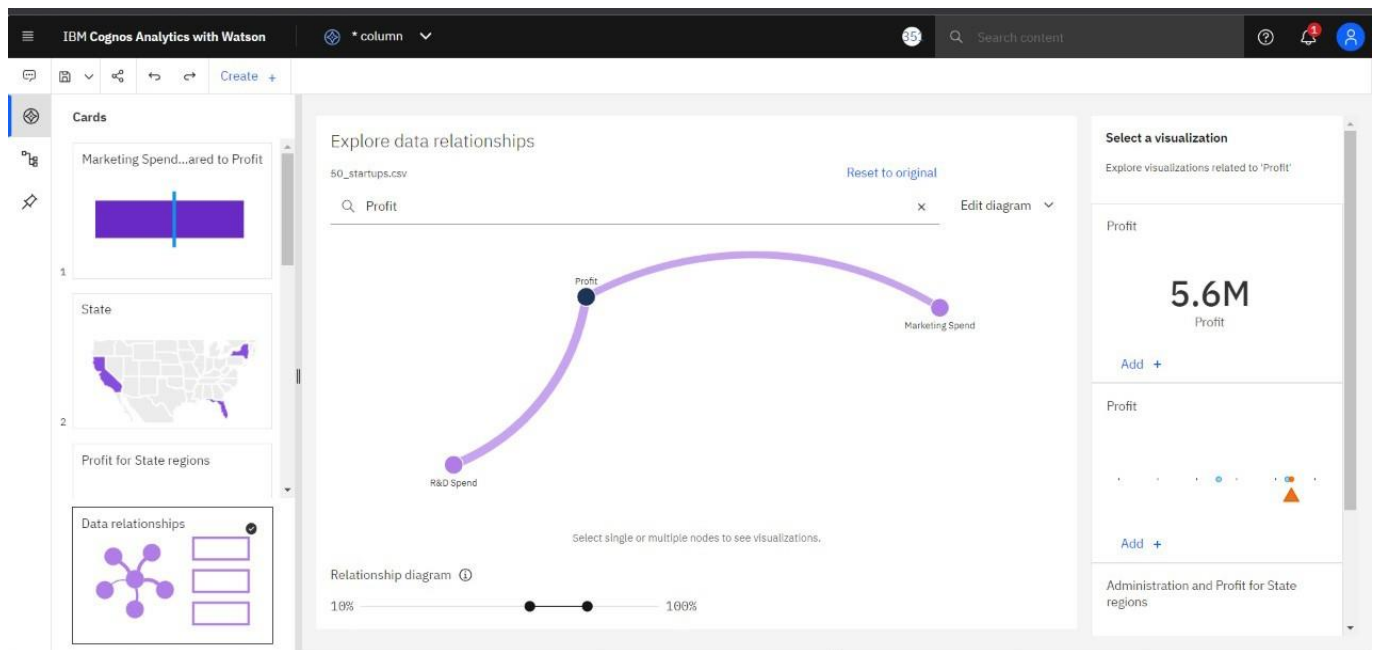 IBM Cognos Analytics with Watson
* column
35
Search content
1
Create +
Cards
Marketing Spend...ared to Profit
1
State
2
Profit for State regions
Data relationships
Explore data relationships
50_startups.csv
Reset to original
Profit
Edit diagram
Profit
Marketing Spend
R&D Spend
Select single or multiple nodes to see visualizations.
Relationship diagram
10%
100%
Select a visualization
Explore visualizations related to 'Profit'
Profit
5.6M
Profit
Add +
Profit
Add +
Administration and Profit for State
regions